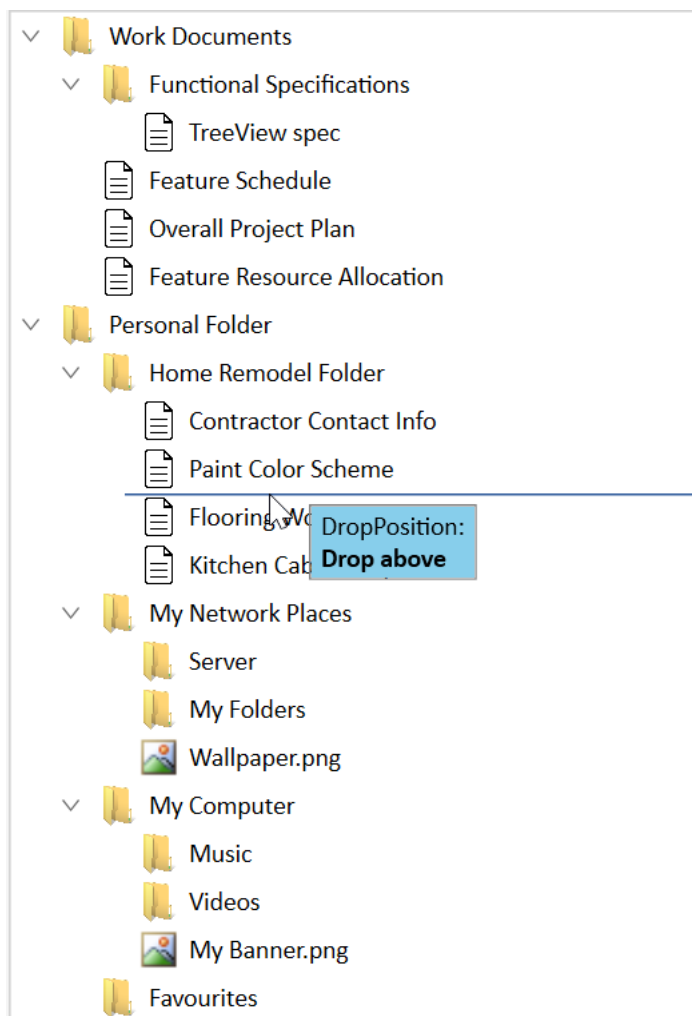 Work Documents
Functional Specifications
TreeView spec
Feature Schedule
Overall Project Plan
Feature Resource Allocation
Personal Folder
Home Remodel Folder
Contractor Contact Info
Paint Color Scheme
Flooring
DropPosition:
Drop above
Kitchen
My Network Places
Server
My Folders
Wallpaper.png
My Computer
Music
Videos
My Banner.png
Favourites